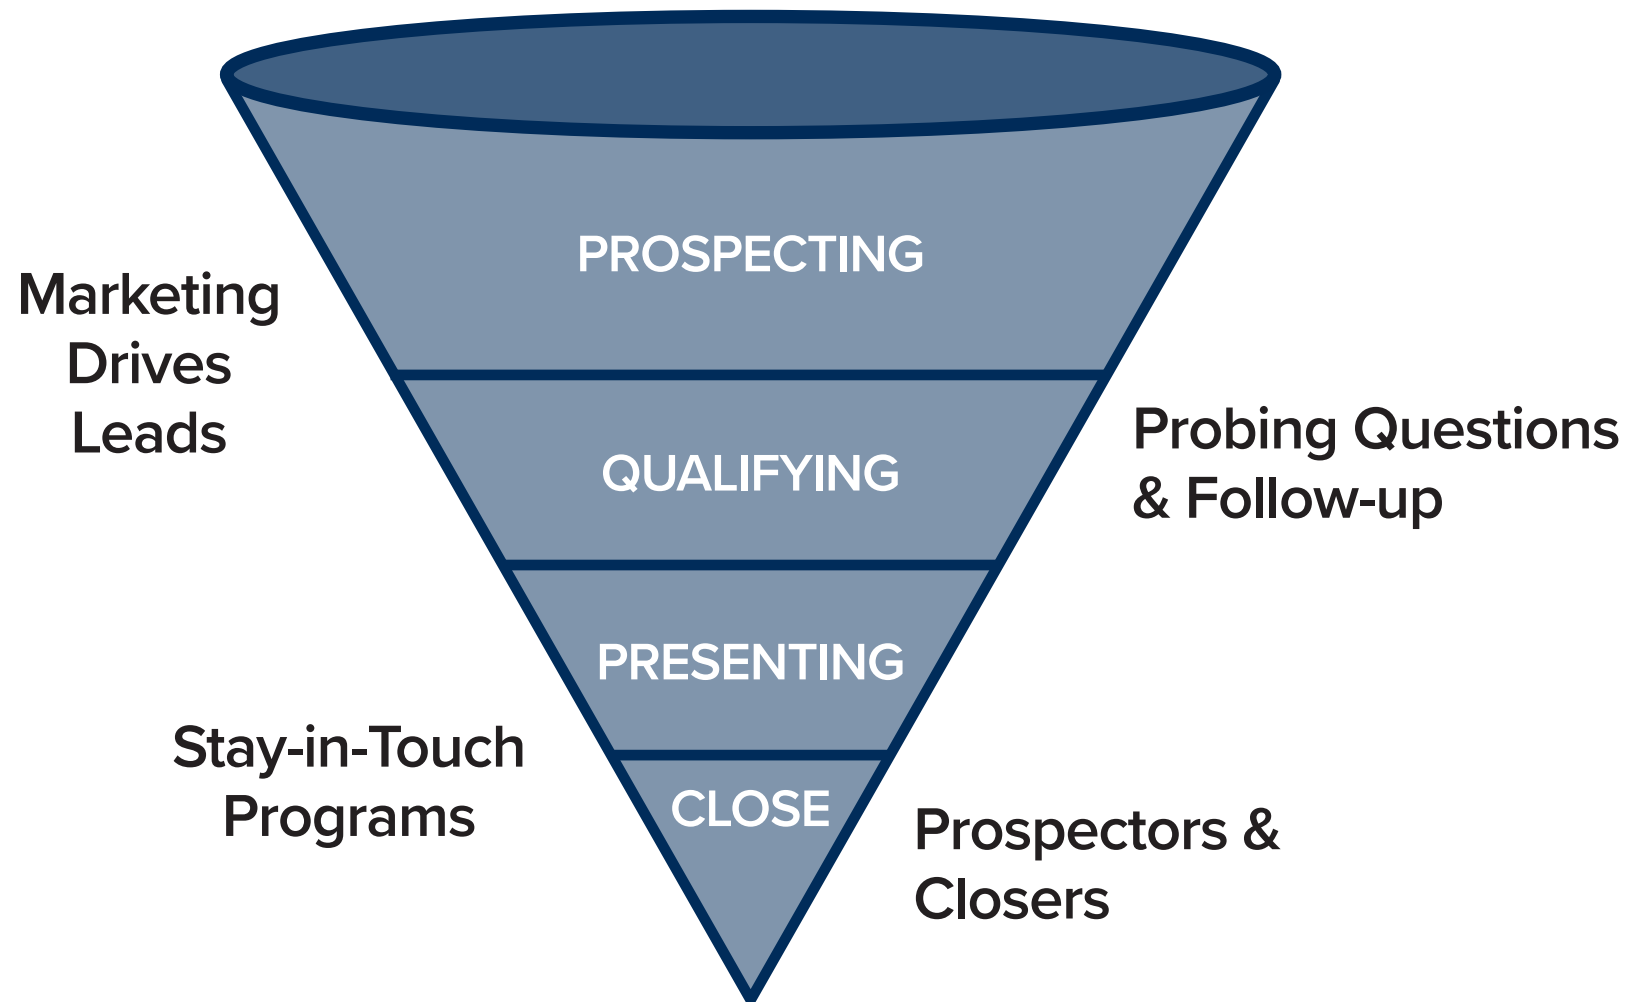 PROSPECTING
Marketing
Drives
Leads
QUALIFYING
Probing Questions
& Follow-up
PRESENTING
Stay-in-Touch
Programs
CLOSE
Prospectors &
Closers